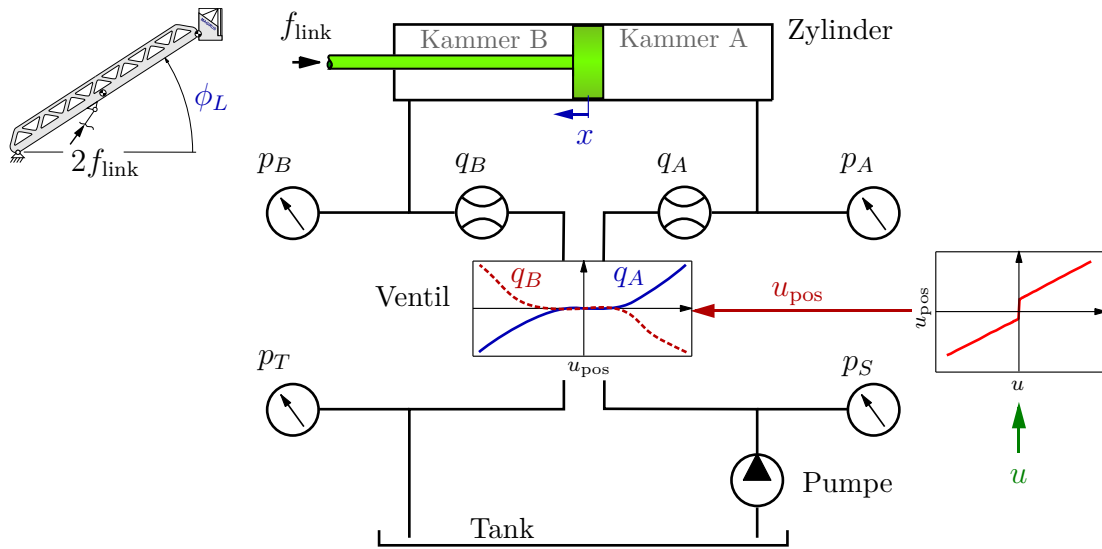 f_link
Kammer B
Kammer A
Zylinder
ϕ_L
x
2f_link
p_B
q_B
q_A
p_A
Ventil
q_B
q_A
u_pos
u_pos
u_pos
u
p_T
p_S
u
Pumpe
Tank